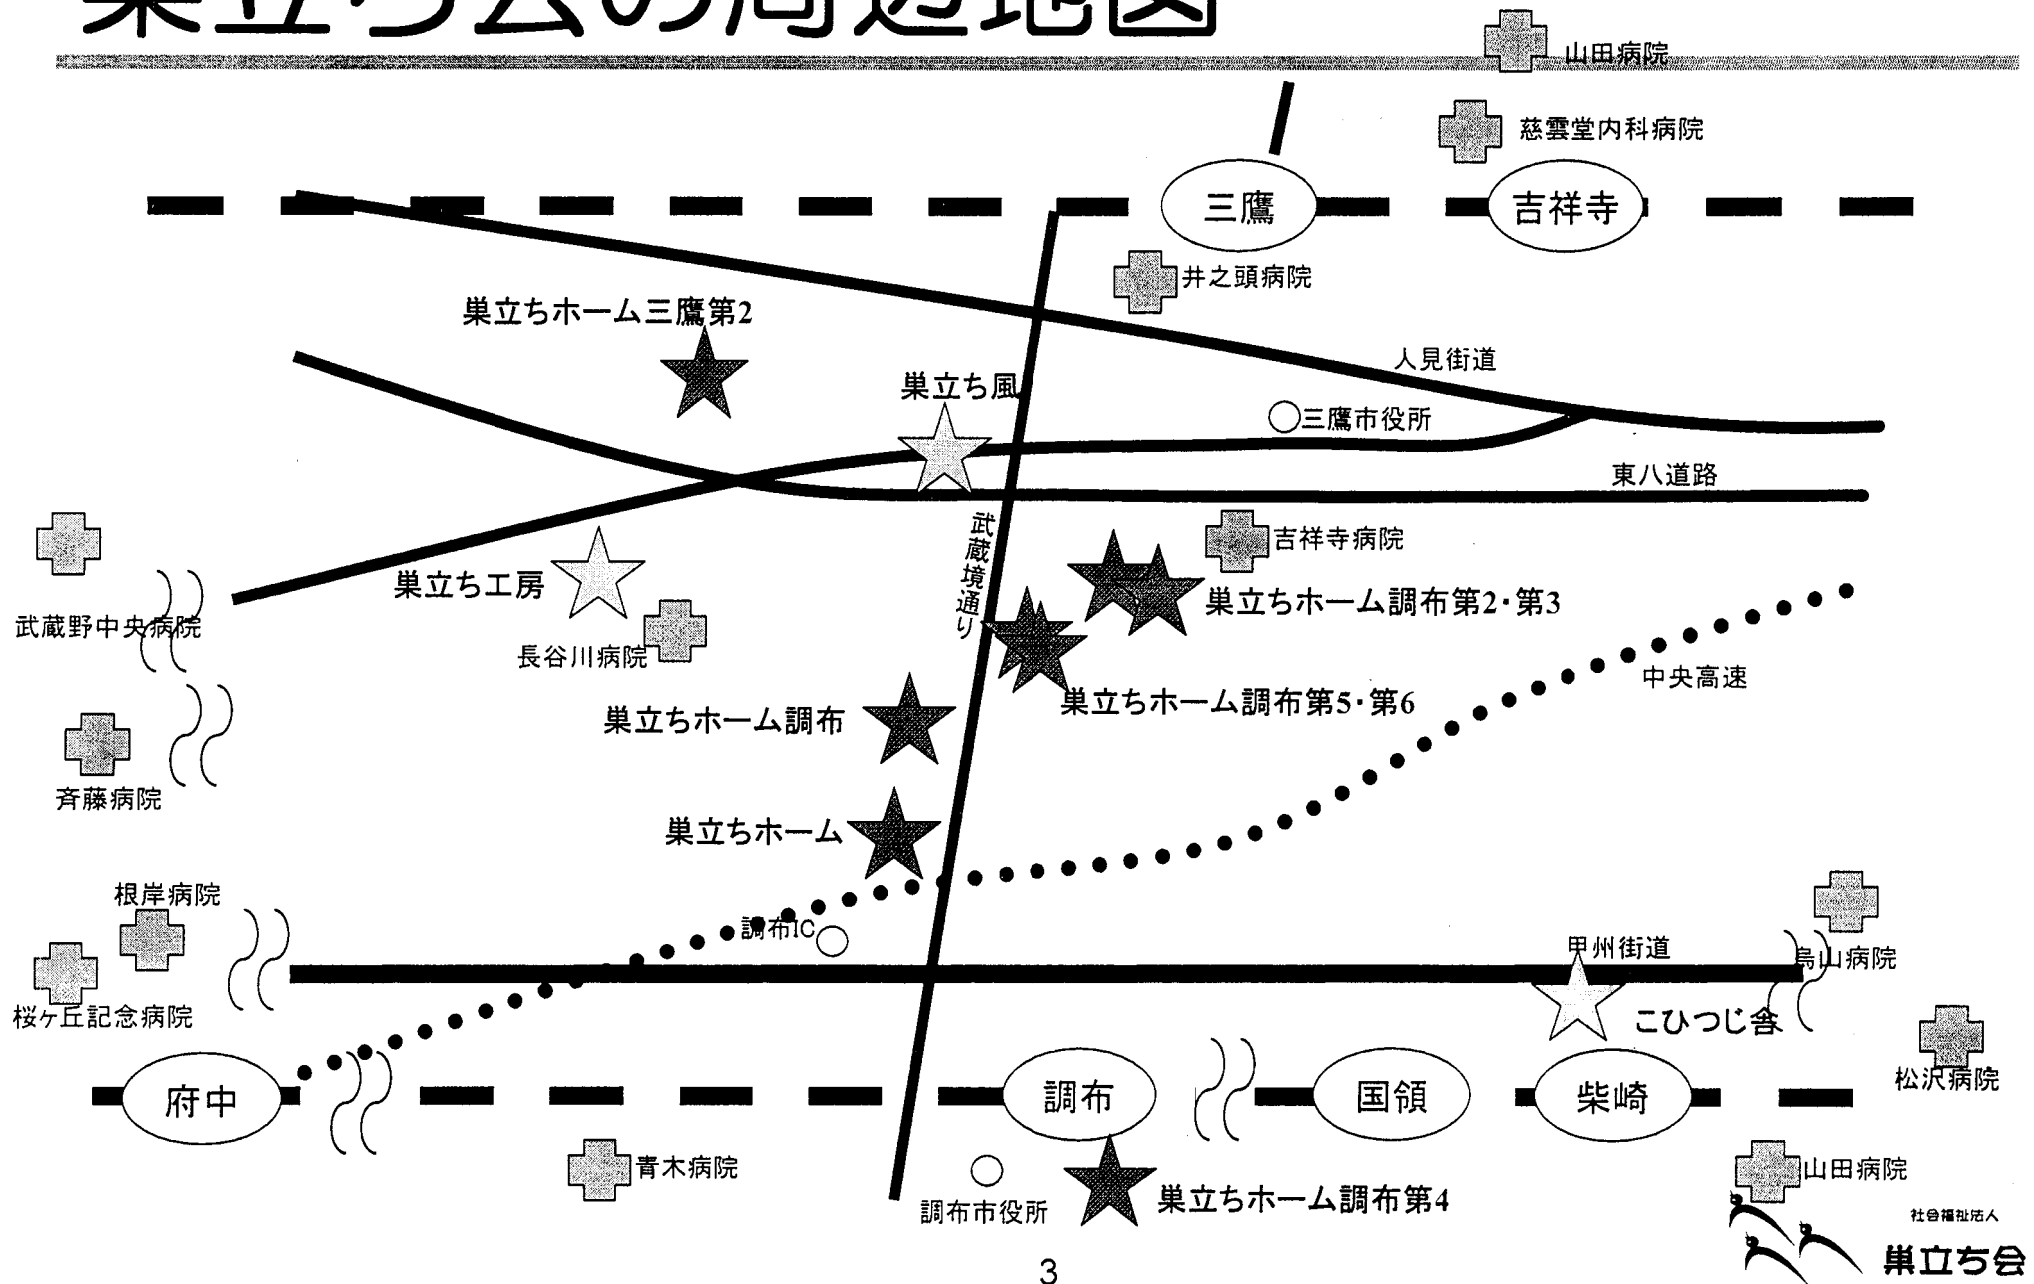 巣立ち会の周辺地図
山田病院
慈雲堂内科病院
三鷹
吉祥寺
井之頭病院
巣立ちホーム三鷹第2
人見街道
巣立ち風
三鷹市役所
東八道路
武蔵境通り
吉祥寺病院
巣立ち工房
巣立ちホーム調布第2・第3
武蔵野中央病院
長谷川病院
中央高速
巣立ちホーム調布第5・第6
巣立ちホーム調布
斉藤病院
巣立ちホーム
根岸病院
調布IC
甲州街道
烏山病院
桜ヶ丘記念病院
こひつじ舎
松沢病院
府中
調布
国領
柴崎
青木病院
山田病院
調布市役所
巣立ちホーム調布第4
社会福祉法人
巣立ち会
3